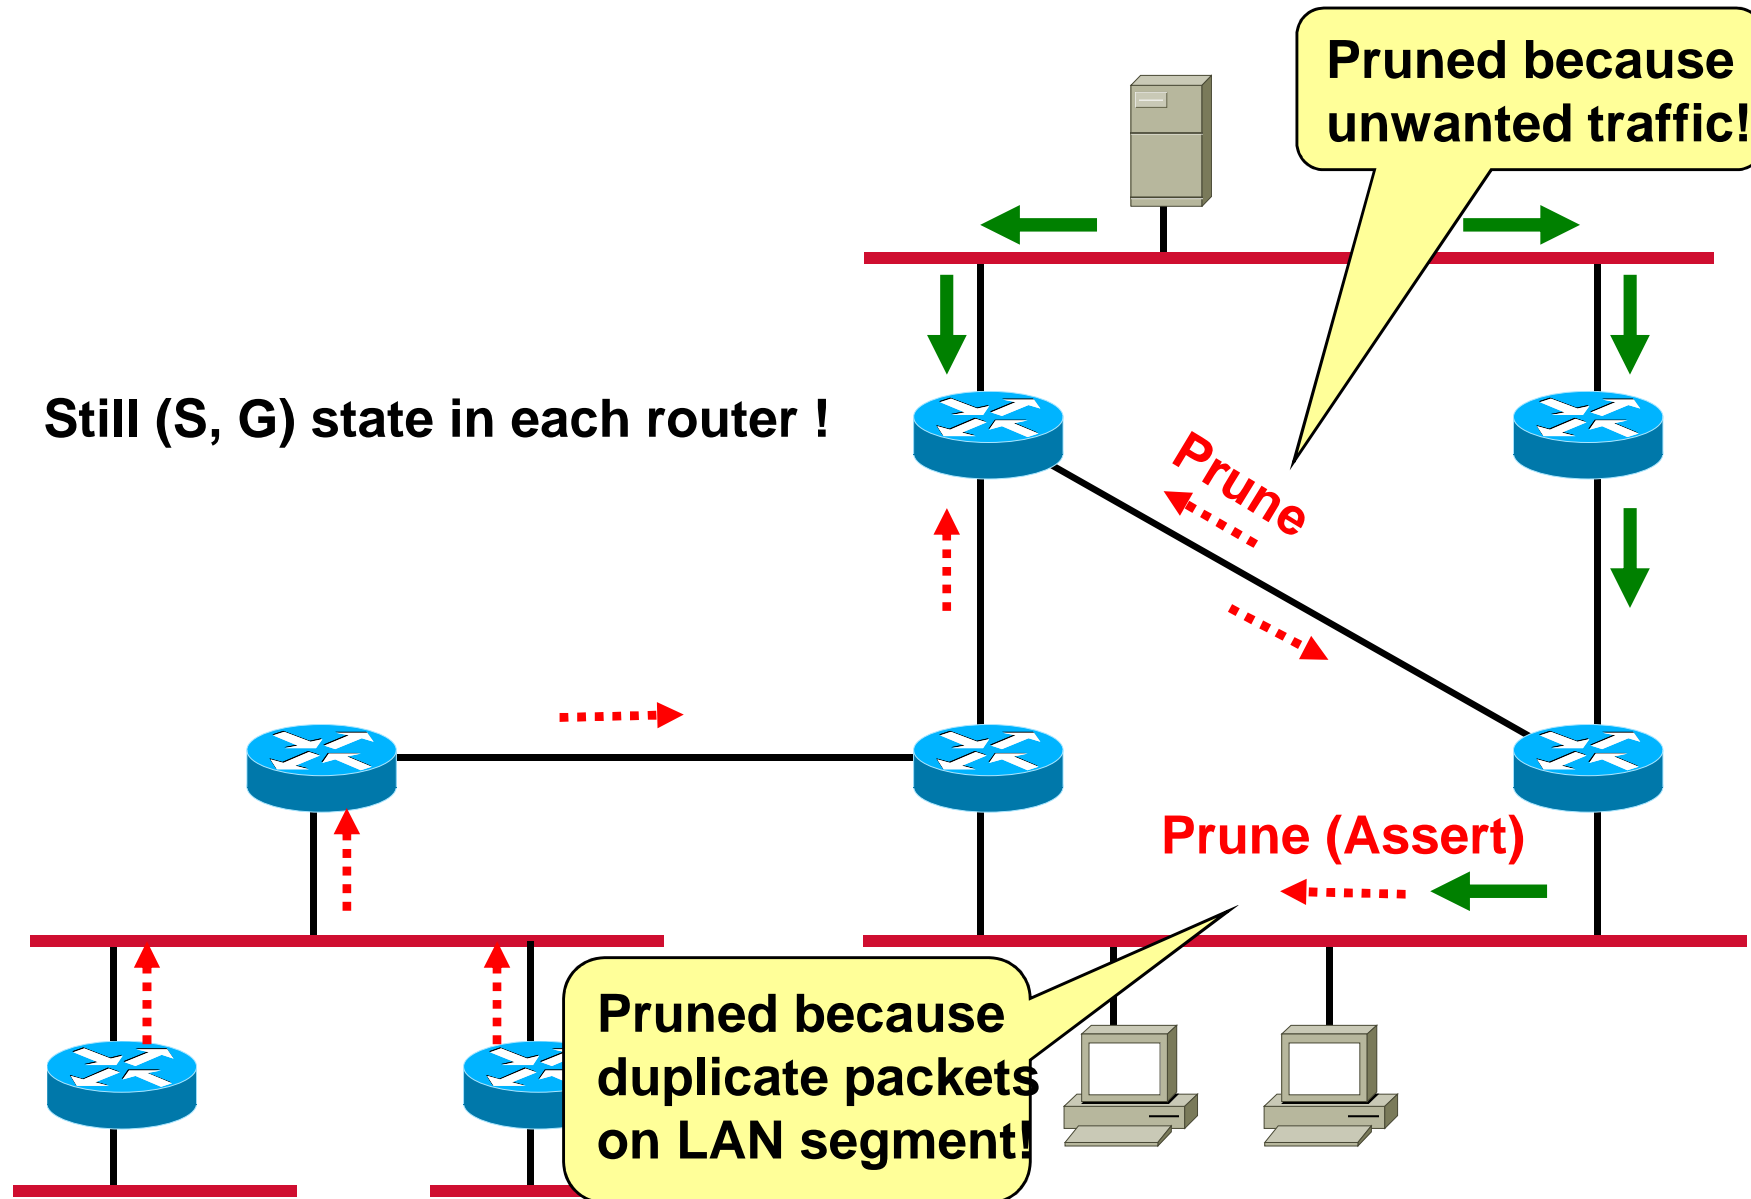 Pruned because
unwanted traffic!
Still (S, G) state in each router !
Prune
Prune (Assert)
Pruned because
duplicate packets
on LAN segment!